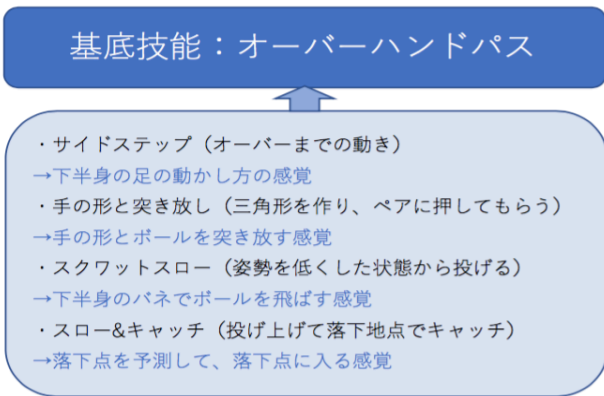 基底技能：オーバーハンドパス
・サイドステップ（オーバーまでの動き）
→下半身の足の動かし方の感覚
・手の形と突き放し（三角形を作り、ペアに押してもらう）
→手の形とボールを突き放す感覚
・スクワットスロー（姿勢を低くした状態から投げる）
→下半身のバネでボールを飛ばす感覚
・スロー&キャッチ（投げ上げて落下地点でキャッチ）
→落下点を予測して、落下点に入る感覚